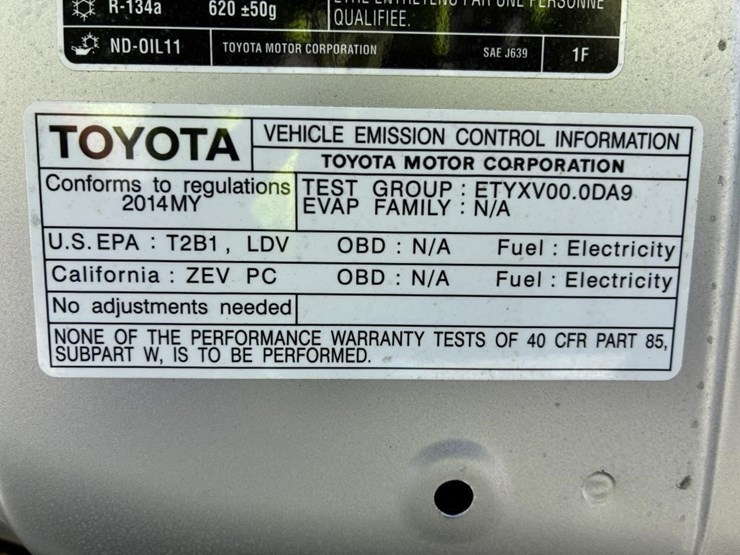 R-134a 620 ±50g
QUALIFIEE.
ND-OIL11 TOYOTA MOTOR CORPORATION SAE J639 1F
TOYOTA
VEHICLE EMISSION CONTROL INFORMATION
TOYOTA MOTOR CORPORATION
Conforms to regulations
2014MY
TEST GROUP : ETYXV00.0DA9
EVAP FAMILY : N/A
U.S.EPA : T2B1, LDV OBD : N/A Fuel : Electricity
California : ZEV PC OBD : N/A Fuel : Electricity
No adjustments needed
NONE OF THE PERFORMANCE WARRANTY TESTS OF 40 CFR PART 85,
SUBPART W, IS TO BE PERFORMED.